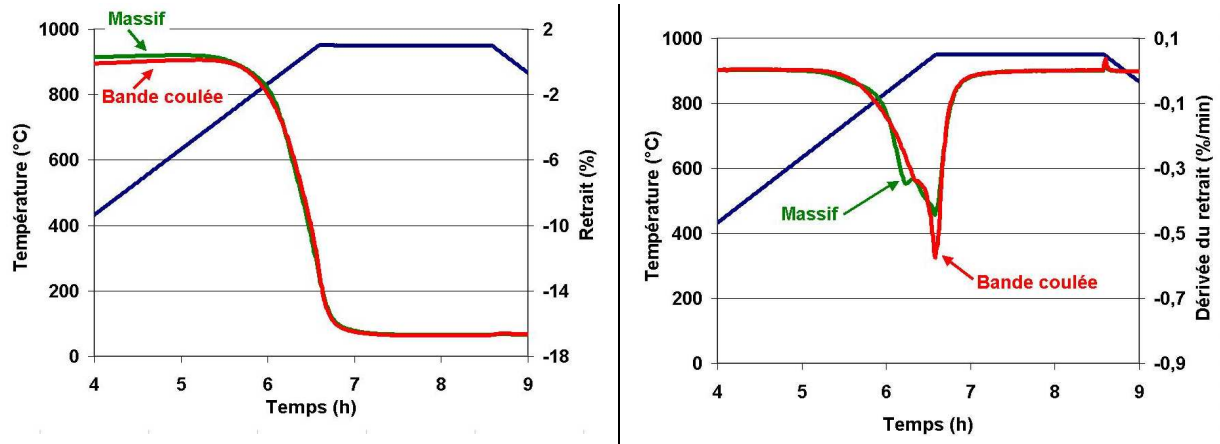 Massif
Bande coulée
Température (°C)
1000
800
600
400
200
0
2
-2
-6
-10
-14
-18
Retrait (%)
4 5 6 7 8 9
Temps (h)
Massif
Bande coulée
Température (°C)
1000
800
600
400
200
0
0,1
-0,1
-0,3
-0,5
-0,7
-0,9
Dérivée du retrait (%/min)
4 5 6 7 8 9
Temps (h)